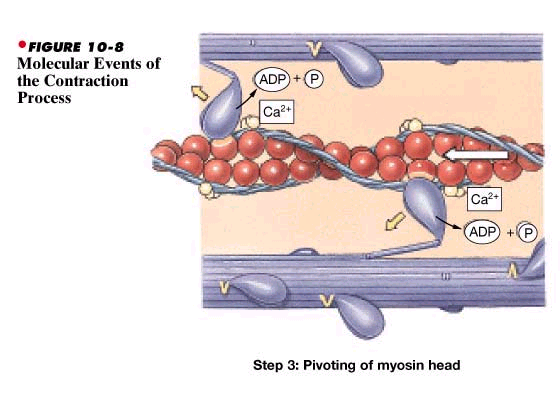 •FIGURE 10-8
Molecular Events of
the Contraction
Process
ADP + P
Ca2+
Ca2+
ADP + P
Step 3: Pivoting of myosin head